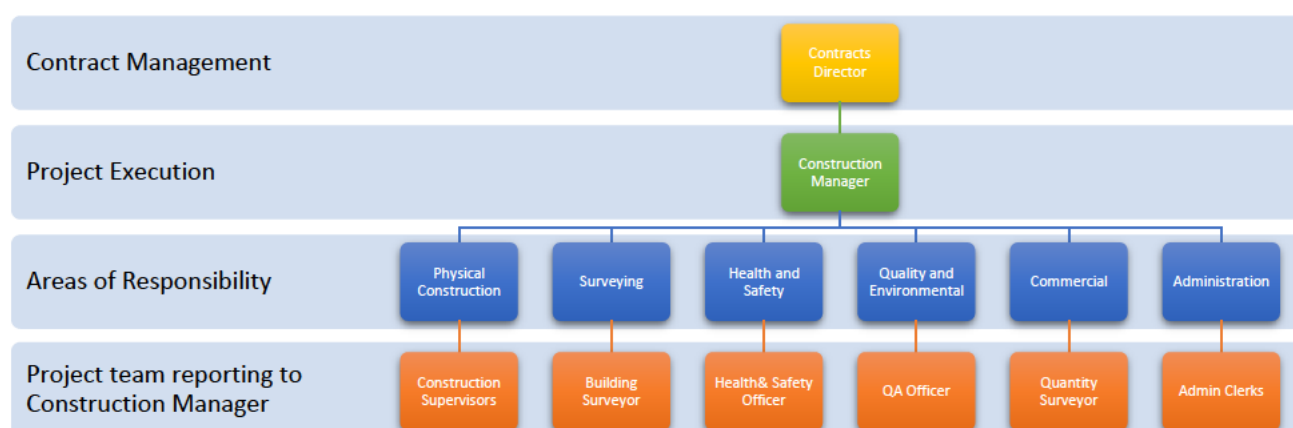 Contract Management
Contracts
Director
Project Execution
Construction
Manager
Areas of Responsibility
Physical
Construction
Surveying
Health and
Safety
Quality and
Environmental
Commercial
Administration
Project team reporting to
Construction Manager
Construction
Supervisors
Building
Surveyor
Health& Safety
Officer
QA Officer
Quantity
Surveyor
Admin Clerks